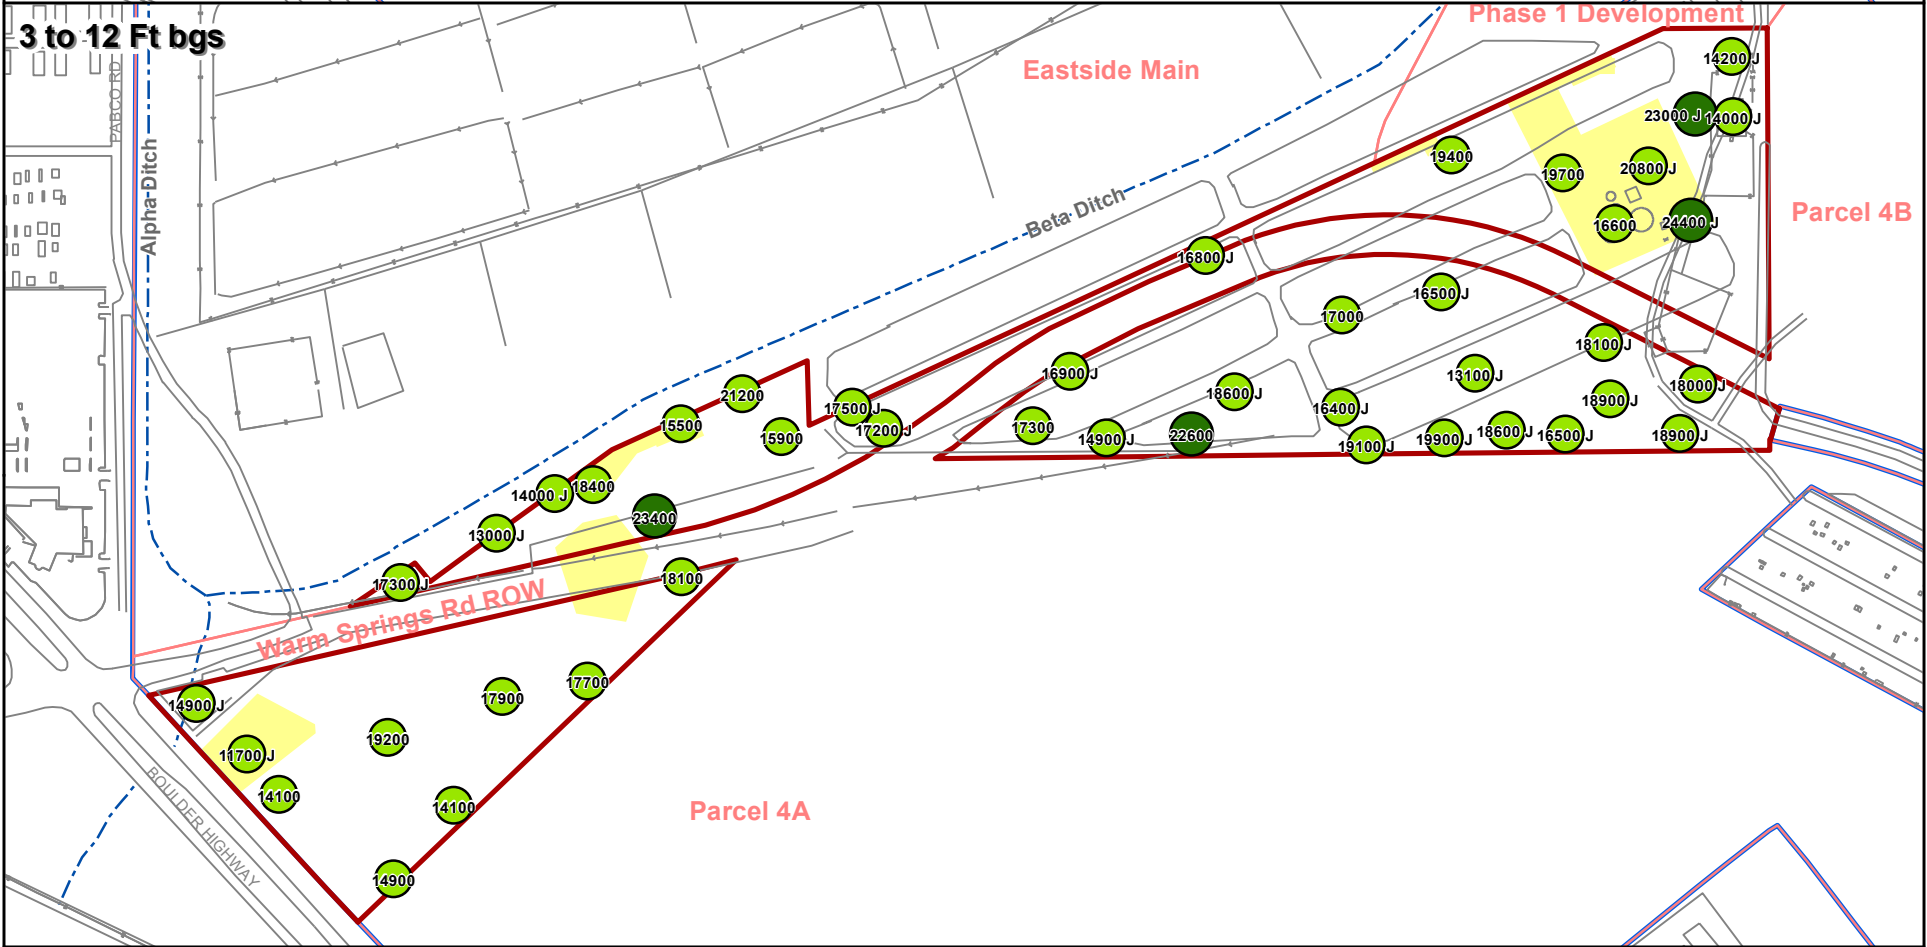 3 to 12 Ft bgs
Phase 1 Development
PABCO RD
Eastside Main
14200 J
23000 J
14000 J
Alpha Ditch
19400
19700
20800 J
Beta Ditch
Parcel 4B
16600
24400 J
16800 J
16500 J
17000
18100 J
16900 J
13100 J
18000 J
21200
18600 J
18900 J
17500 J
16400 J
15500
15900
17200 J
17300
14900 J
22600
19100 J
19900 J
18600 J
16500 J
18900 J
14000 J
18400
23400
13000 J
17300 J
18100
Warm Springs Rd ROW
14900 J
17900
17700
19200
11700 J
14100
14100
Parcel 4A
BOULDER HIGHWAY
14900